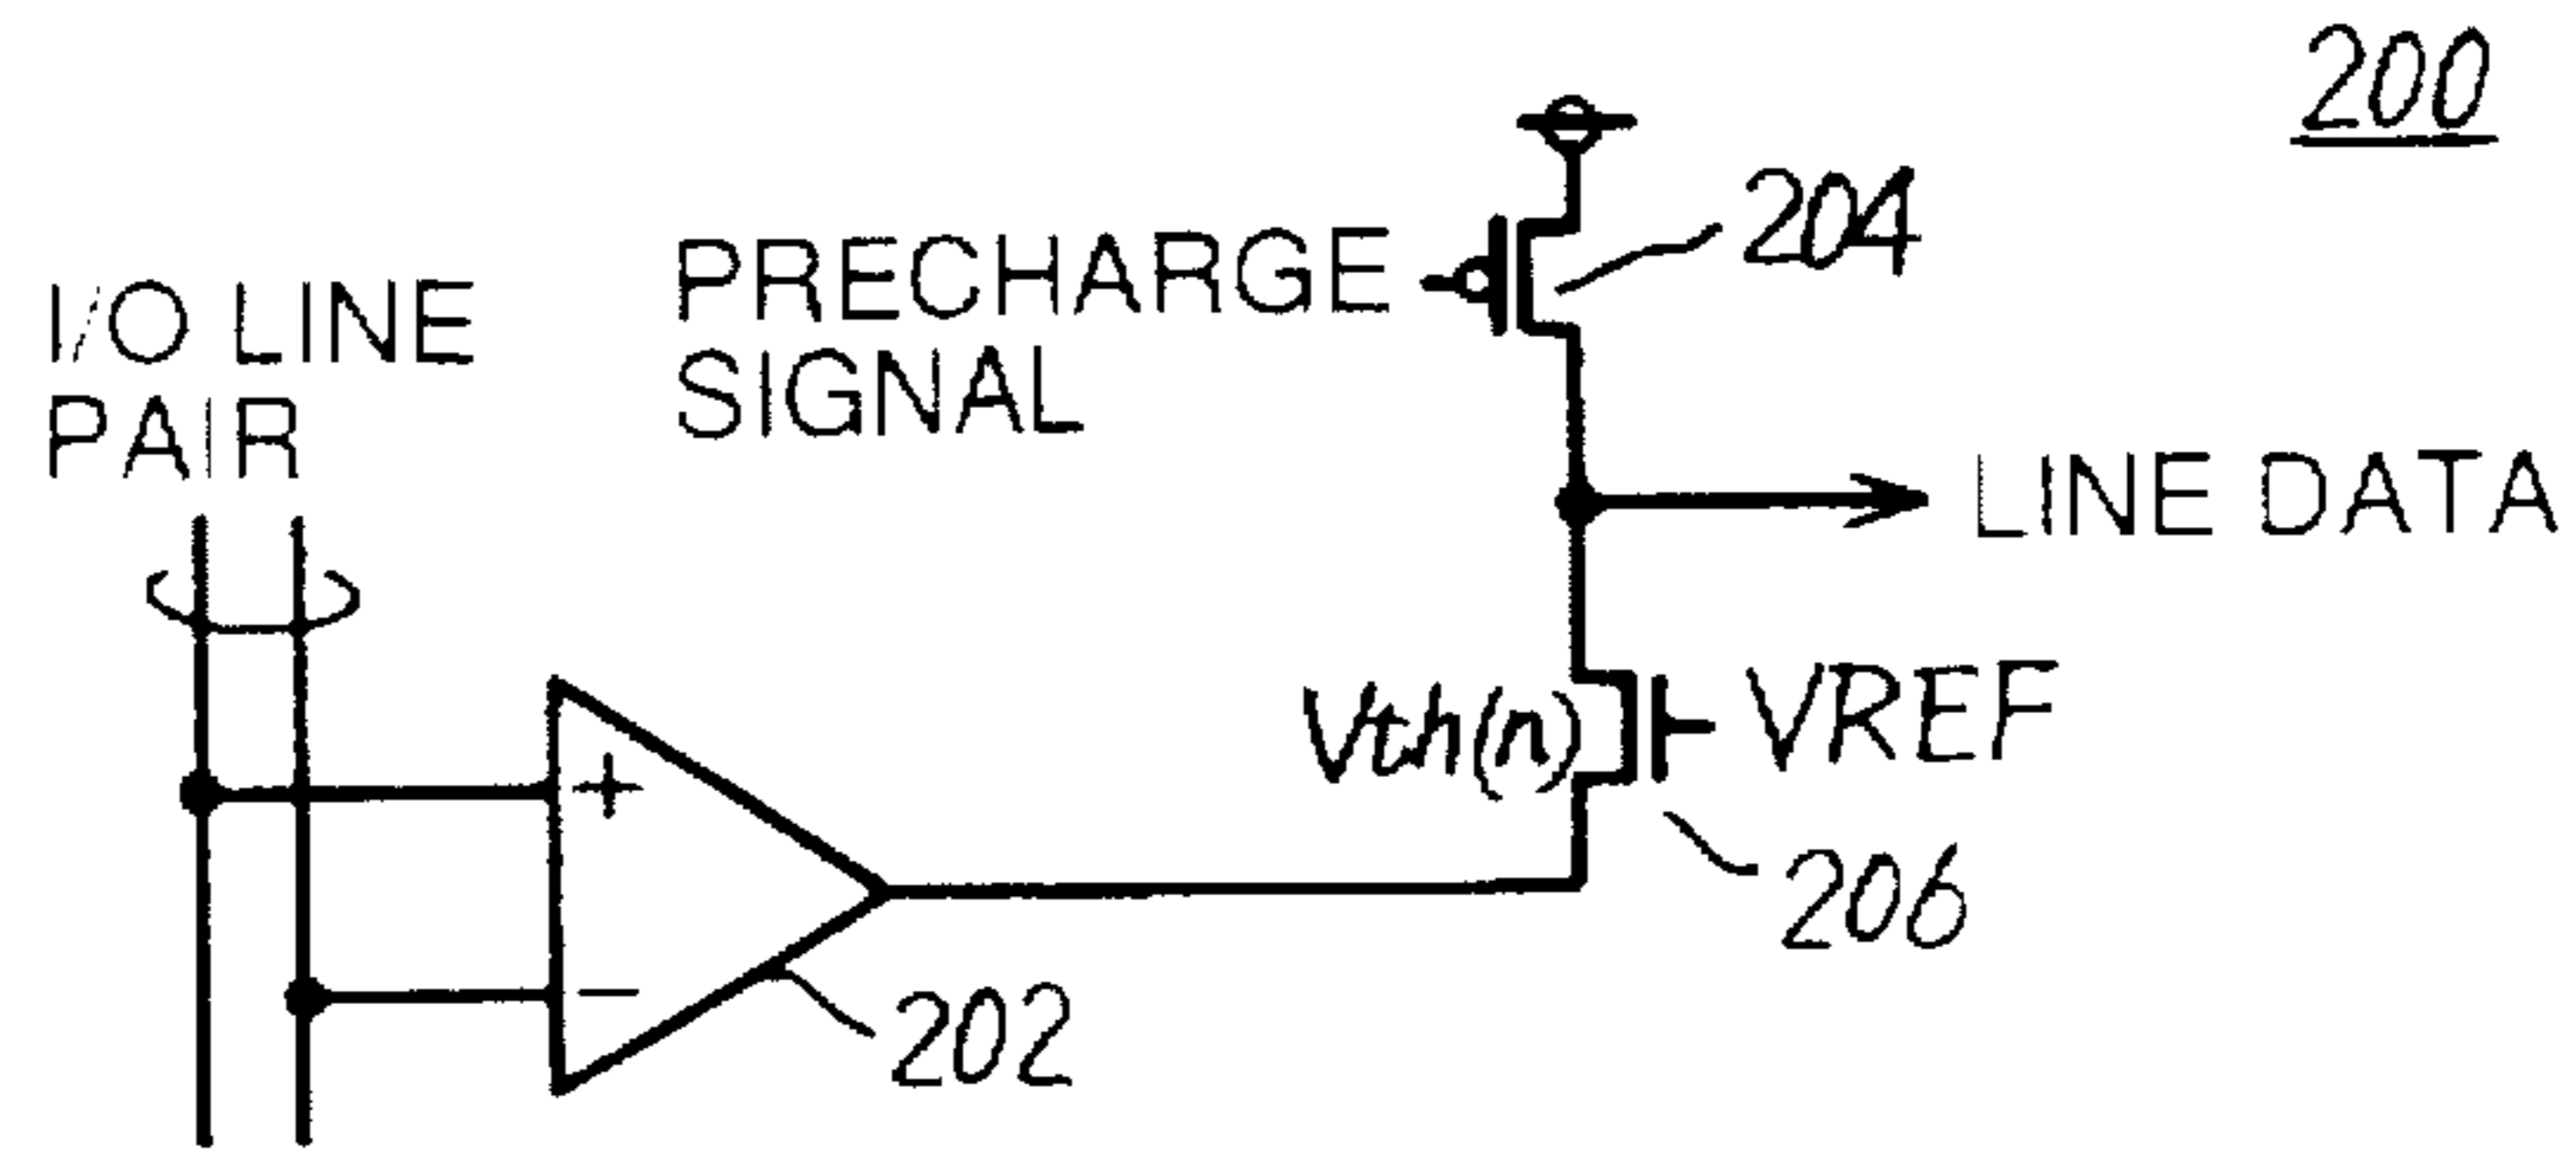 200
204
PRECHARGE
SIGNAL
I/O LINE
PAIR
LINE DATA
Vth(n)
VREF
+
206
−
202